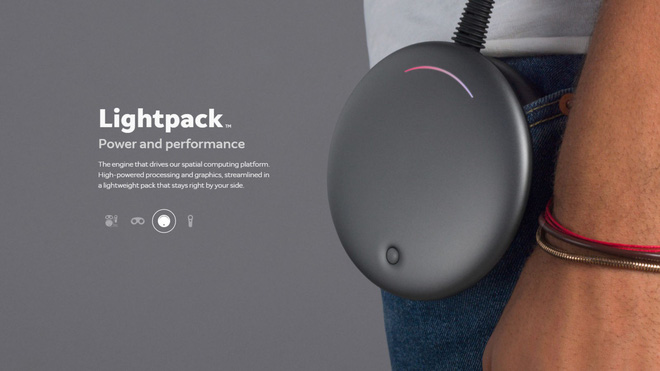 Lightpack™
Power and performance
The engine that drives our spatial computing platform.
High-powered processing and graphics, streamlined in
a lightweight pack that stays right by your side.